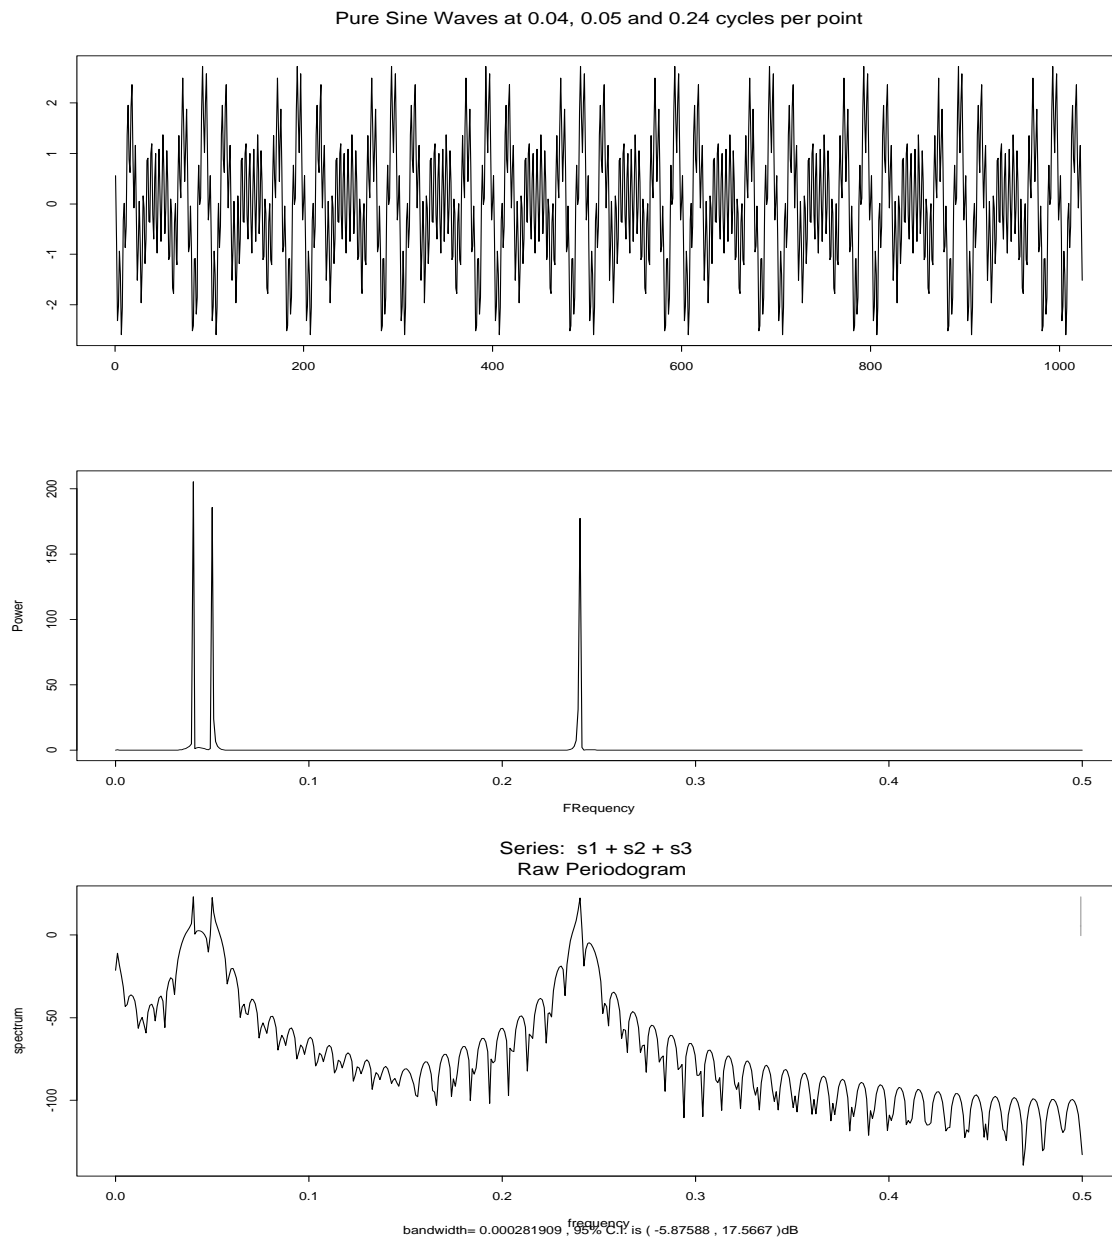 Pure Sine Waves at 0.04, 0.05 and 0.24 cycles per point
2
1
0
-1
-2
0 200 400 600 800 1000
200
150
100
50
0
Power
0.0 0.1 0.2 0.3 0.4 0.5
FRequency
Series: s1 + s2 + s3
Raw Periodogram
0
-50
-100
spectrum
0.0 0.1 0.2 0.3 0.4 0.5
frequency
bandwidth= 0.000281909 , 95% C.I. is ( -5.87588 , 17.5667 )dB